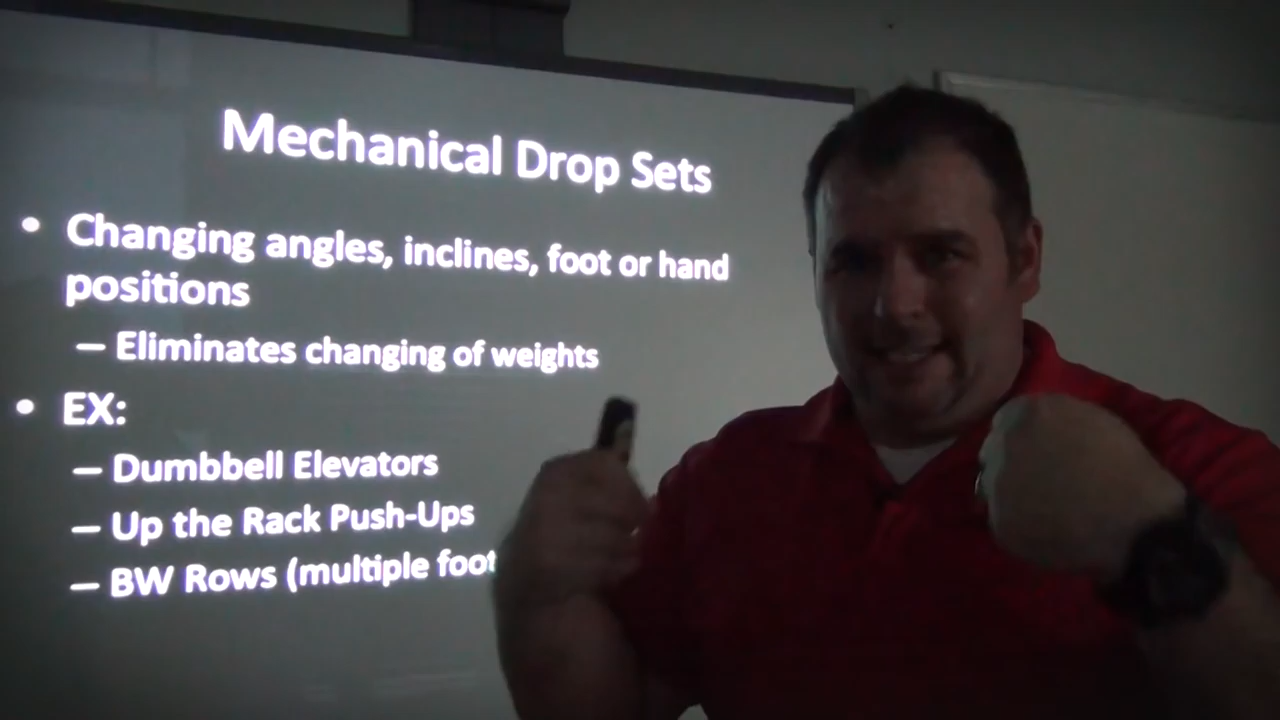 Mechanical Drop Sets
• Changing angles, inclines, foot or hand
positions
– Eliminates changing of weights
• EX:
– Dumbbell Elevators
– Up the Rack Push-Ups
– BW Rows (multiple foot